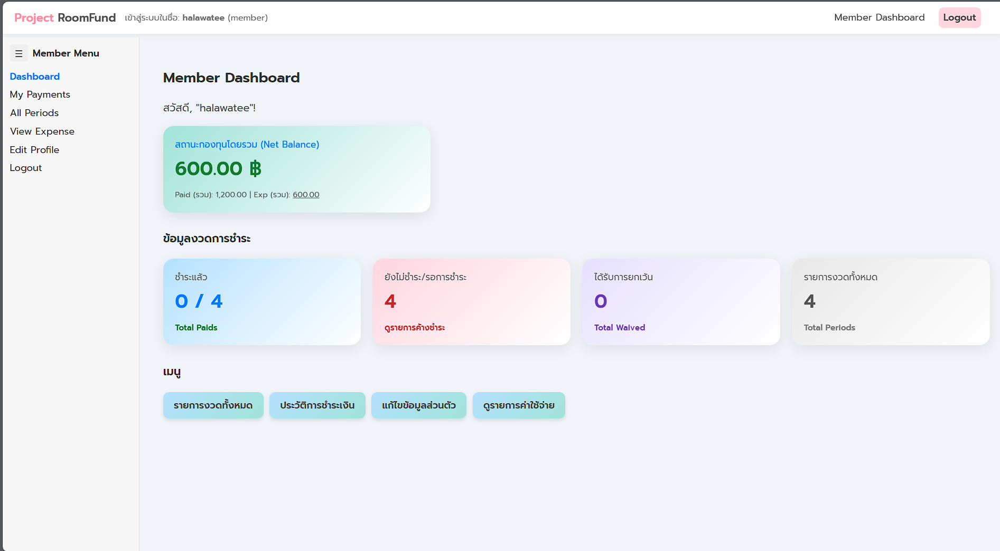 Project RoomFund เข้าสู่ระบบในชื่อ: halawatee (member) Member Dashboard Logout
☰ Member Menu
Dashboard
My Payments
All Periods
View Expense
Edit Profile
Logout
Member Dashboard
สวัสดี, "halawatee"!
สถานะกองทุนโดยรวม (Net Balance)
600.00 ฿
Paid (รวม): 1,200.00 | Exp (รวม): 600.00
ข้อมูลงวดการชำระ
ชำระแล้ว
0 / 4
Total Paids
ยังไม่ชำระ/รอการชำระ
4
ดูรายการค้างชำระ
ได้รับการยกเว้น
0
Total Waived
รายการงวดทั้งหมด
4
Total Periods
เมนู
รายการงวดทั้งหมด ประวัติการชำระเงิน แก้ไขข้อมูลส่วนตัว ดูรายการค่าใช้จ่าย